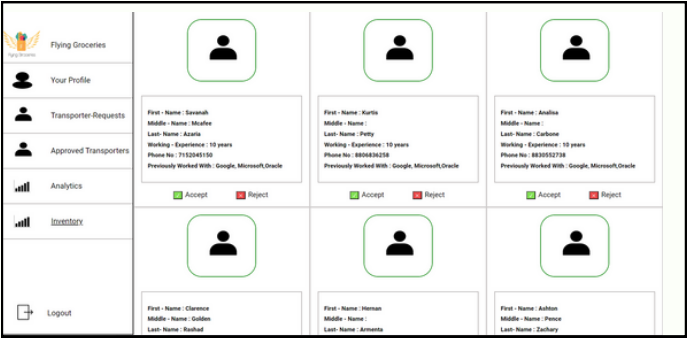 Flying Groceries
Flying Groceries
Your Profile
Transporter-Requests
Approved Transporters
Analytics
Inventory
Logout
First - Name : Savanah
Middle - Name : Mcafee
Last- Name : Azaria
Working - Experience : 10 years
Phone No : 7152045150
Previously Worked With : Google, Microsoft,Oracle
Accept Reject
First - Name : Kurtis
Middle - Name :
Last- Name : Petty
Working - Experience : 10 years
Phone No : 8806836258
Previously Worked With : Google, Microsoft,Oracle
Accept Reject
First - Name : Analisa
Middle - Name :
Last- Name : Carbone
Working - Experience : 10 years
Phone No : 8830552738
Previously Worked With : Google, Microsoft,Oracle
Accept Reject
First - Name : Clarence
Middle - Name : Golden
Last- Name : Rashad
First - Name : Hernan
Middle - Name :
Last- Name : Armenta
First - Name : Ashton
Middle - Name : Pence
Last- Name : Zachary